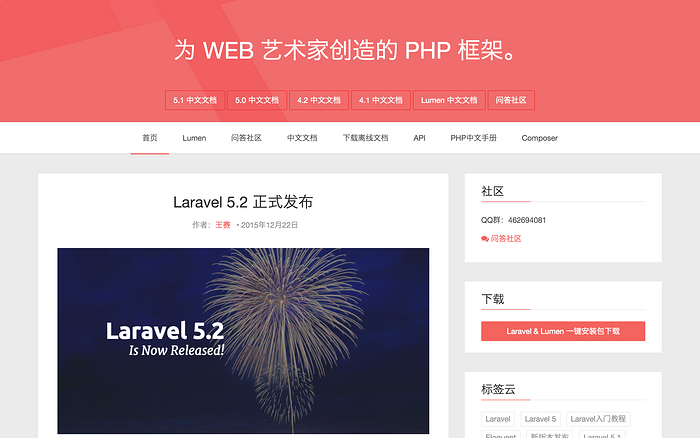 为 WEB 艺术家创造的 PHP 框架。
5.1 中文文档 5.0 中文文档 4.2 中文文档 4.1 中文文档 Lumen 中文文档 问答社区
首页 Lumen 问答社区 中文文档 下载离线文档 API PHP中文手册 Composer
Laravel 5.2 正式发布
作者：王赛 • 2015年12月22日
Laravel 5.2
Is Now Released!
社区
QQ群：462694081
问答社区
下载
Laravel & Lumen 一键安装包下载
标签云
Laravel Laravel 5 Laravel入门教程
Eloquent 新版本发布 Laravel 5.1